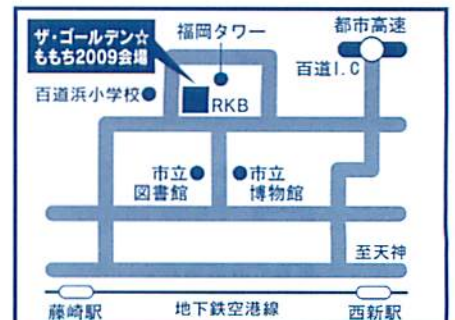 ザ・ゴールデン☆
ももち2009会場
福岡タワー
都市高速
百道I.C
百道浜小学校
RKB
市立
図書館
市立
博物館
至天神
藤崎駅
地下鉄空港線
西新駅